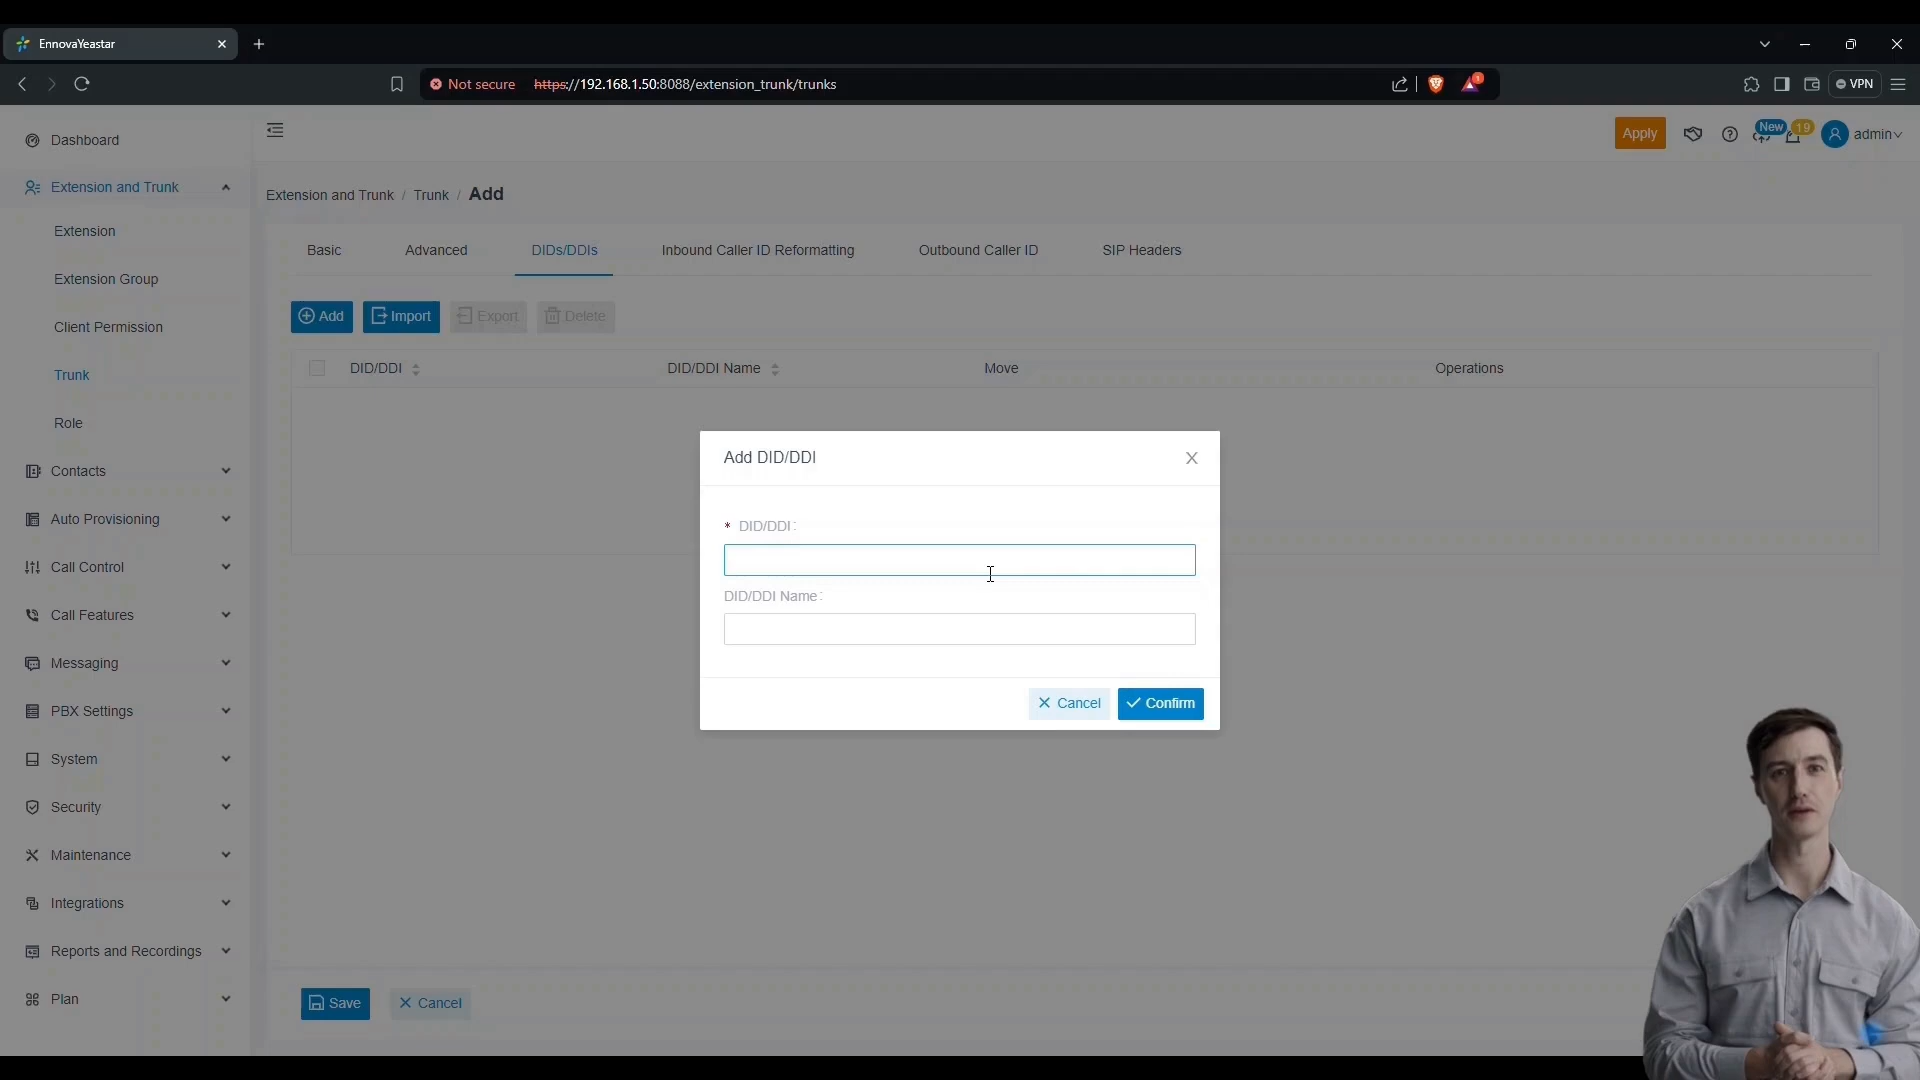 EnnovaYeastar
Not secure https://192.168.1.50:8088/extension_trunk/trunks
1
VPN
Dashboard
Extension and Trunk
Extension
Extension Group
Client Permission
Trunk
Role
Contacts
Auto Provisioning
Call Control
Call Features
Messaging
PBX Settings
System
Security
Maintenance
Integrations
Reports and Recordings
Plan
Apply
New
19
admin
Extension and Trunk / Trunk / Add
Basic Advanced DIDs/DDIs Inbound Caller ID Reformatting Outbound Caller ID SIP Headers
Add Import Export Delete
DID/DDI DID/DDI Name Move Operations
Add DID/DDI
* DID/DDI:
DID/DDI Name:
Cancel Confirm
Save Cancel